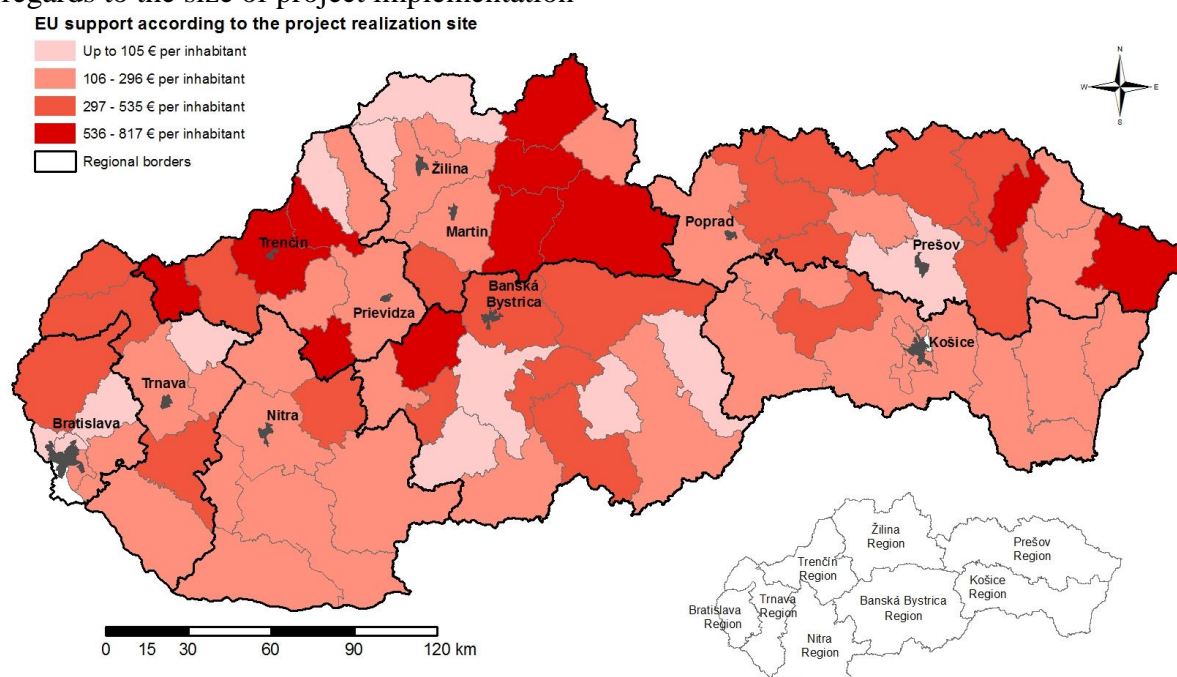 regards to the size of project implementation
EU support according to the project realization site
Up to 105 € per inhabitant
106 - 296 € per inhabitant
297 - 535 € per inhabitant
536 - 817 € per inhabitant
Regional borders
N
W
E
S
Žilina
Martin
Poprad
Prešov
Trenčín
Banská
Bystrica
Prievidza
Košice
Trnava
Nitra
Bratislava
0 15 30 60 90 120 km
Žilina
Region
Prešov
Region
Trenčín
Region
Košice
Region
Trnava
Region
Banská Bystrica
Region
Bratislava
Region
Nitra
Region